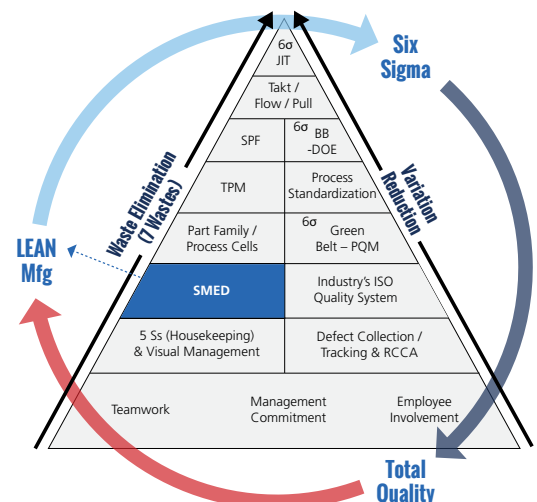 6σ
JIT
Six
Sigma
Takt /
Flow / Pull
SPF
6σ BB
-DOE
Waste Elimination
(7 Wastes)
Variation
Reduction
TPM
Process
Standardization
Part Family /
Process Cells
6σ Green
Belt – PQM
LEAN
Mfg
SMED
Industry's ISO
Quality System
5 Ss (Housekeeping)
& Visual Management
Defect Collection /
Tracking & RCCA
Teamwork
Management
Commitment
Employee
Involvement
Total
Quality